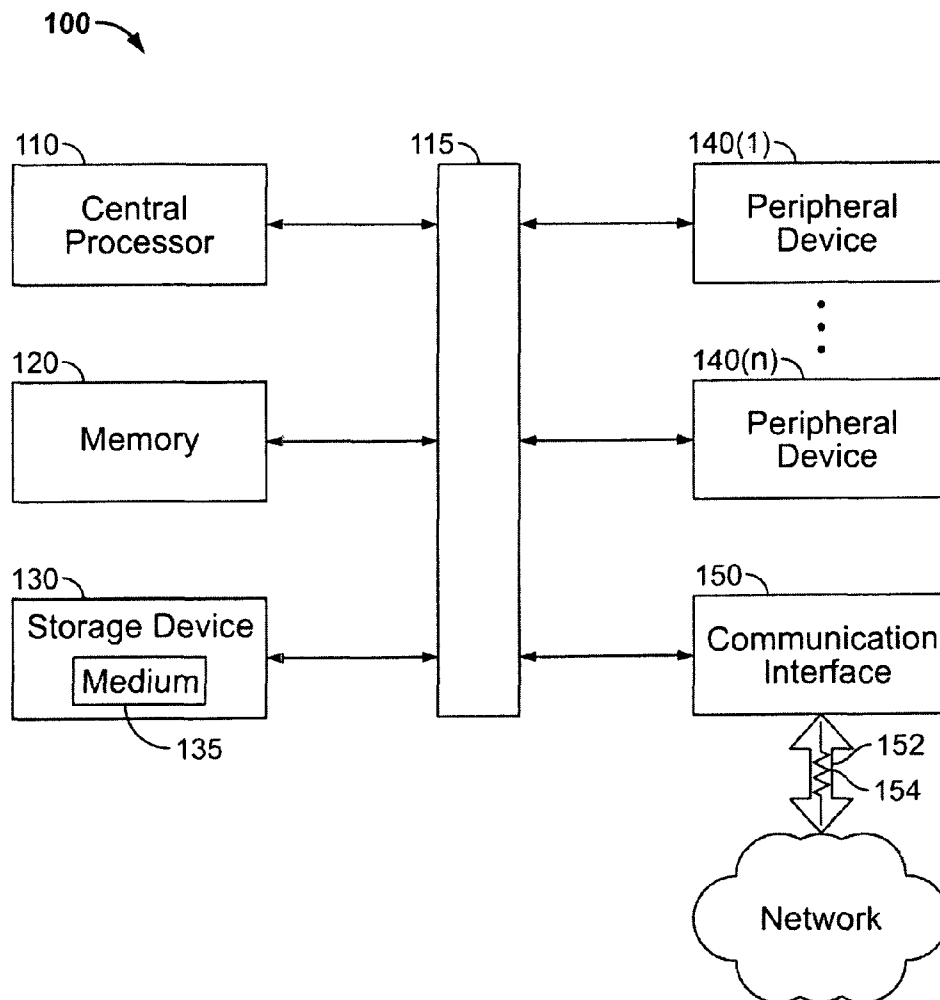 100
110
Central
Processor
115
140(1)
Peripheral
Device
120
Memory
140(n)
Peripheral
Device
130
Storage Device
Medium
135
150
Communication
Interface
152
154
Network